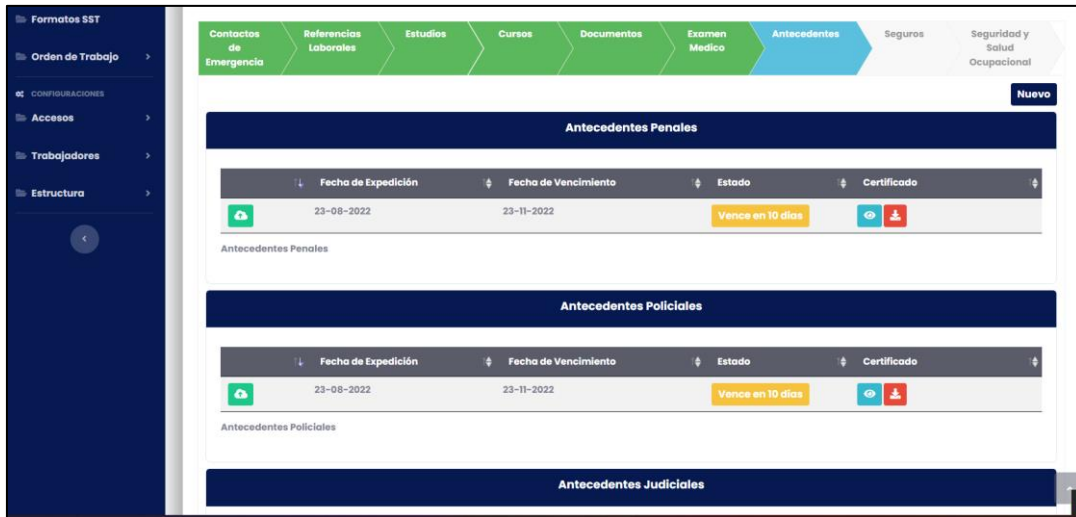 Formatos SST
Orden de Trabajo
CONFIGURACIONES
Accesos
Trabajadores
Estructura
Contactos
de
Emergencia
Referencias
Laborales
Estudios
Cursos
Documentos
Examen
Medico
Antecedentes
Seguros
Seguridad y
Salud
Ocupacional
Nuevo
Antecedentes Penales
Fecha de Expedición Fecha de Vencimiento Estado Certificado
23-08-2022 23-11-2022 Vence en 10 días
Antecedentes Penales
Antecedentes Policiales
Fecha de Expedición Fecha de Vencimiento Estado Certificado
23-08-2022 23-11-2022 Vence en 10 días
Antecedentes Policiales
Antecedentes Judiciales